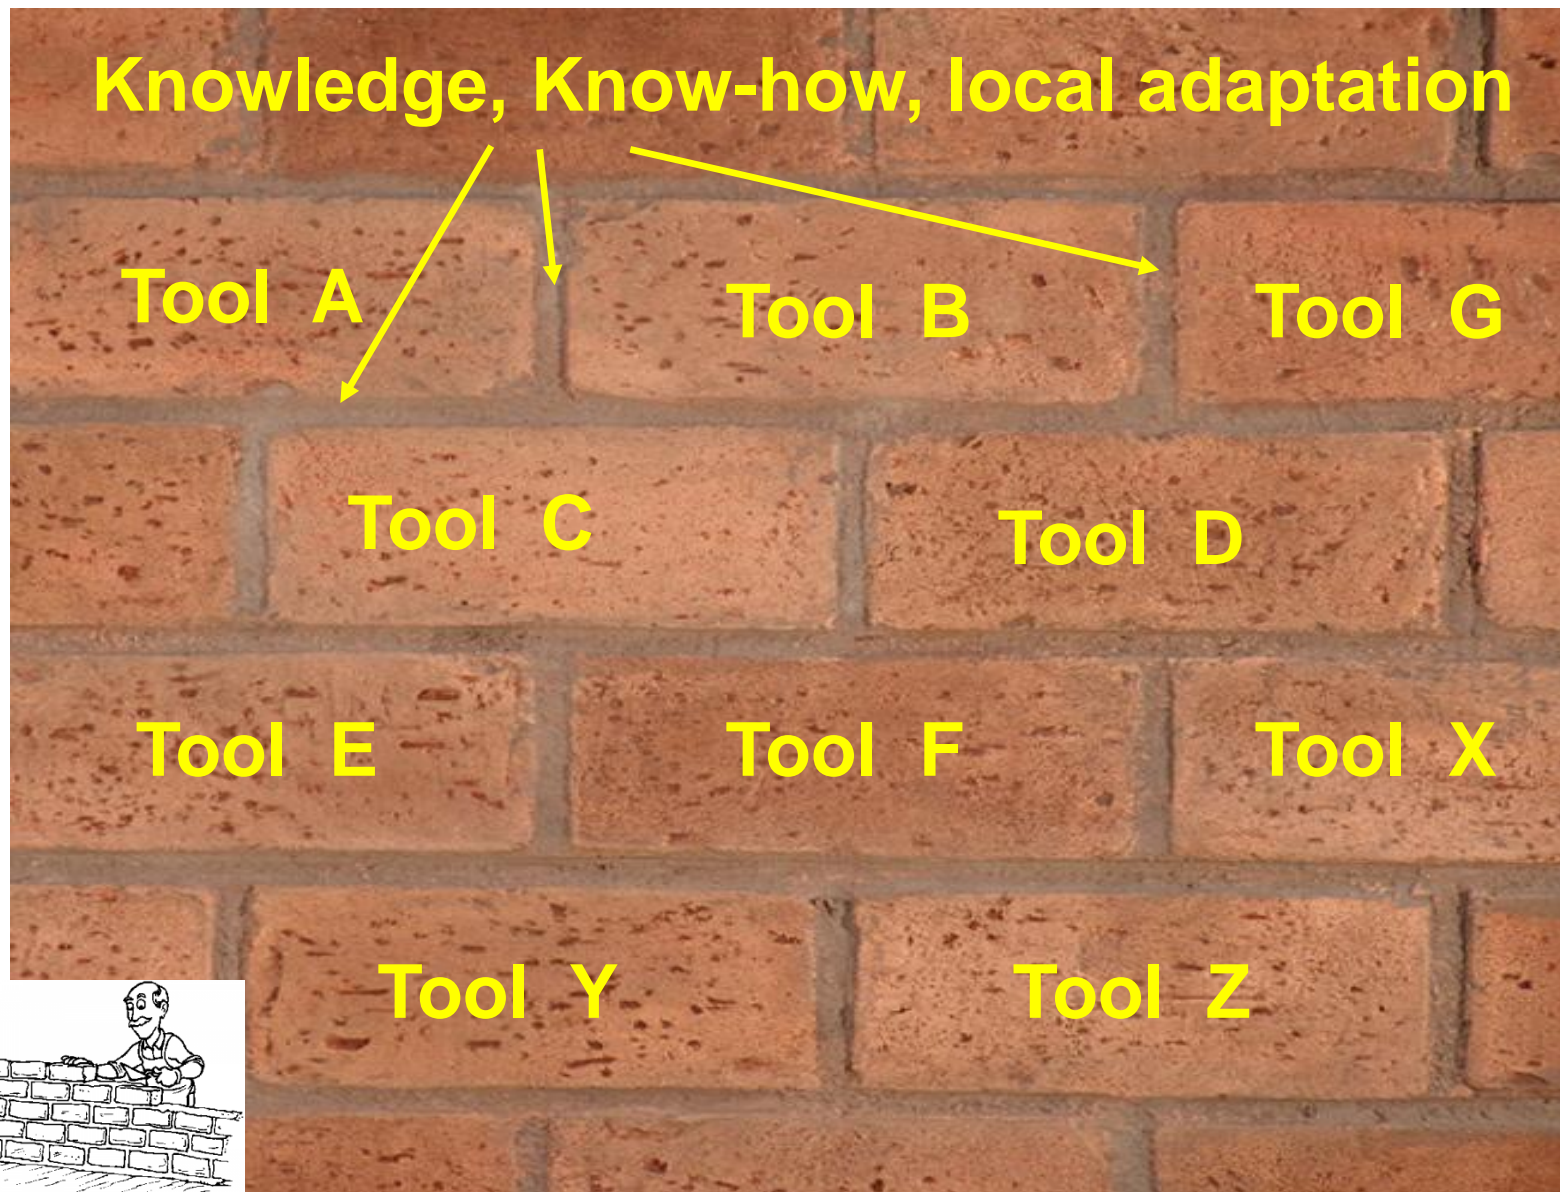 Knowledge, Know-how, local adaptation
Tool A
Tool B
Tool G
Tool C
Tool D
Tool E
Tool F
Tool X
Tool Y
Tool Z